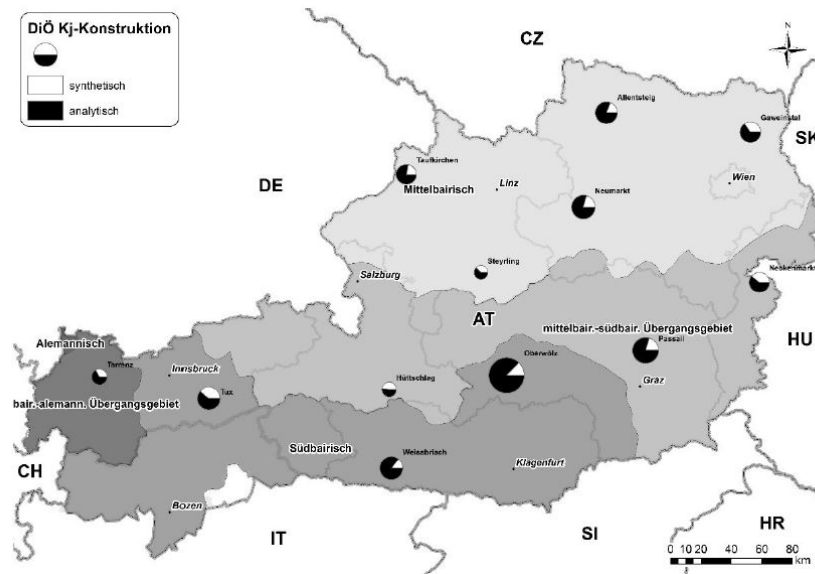 DiÖ Kj-Konstruktion
synthetisch
analytisch
CZ
N
Allentsteig
Gaweinstal
SK
Taufkirchen
Mittelbairisch
Linz
DE
Neumarkt
Wien
Steyrling
Salzburg
Neckenmarkt
AT
mittelbair.-südbair. Übergangsgebiet
Passail
HU
Alemannisch
Tarrenz
Innsbruck
Oberwölz
Graz
bair.-alemann. Übergangsgebiet
Tux
Hüttschlag
Südbairisch
Weissbriach
Klagenfurt
CH
Bozen
IT
SI
HR
0 10 20 40 60 80
km